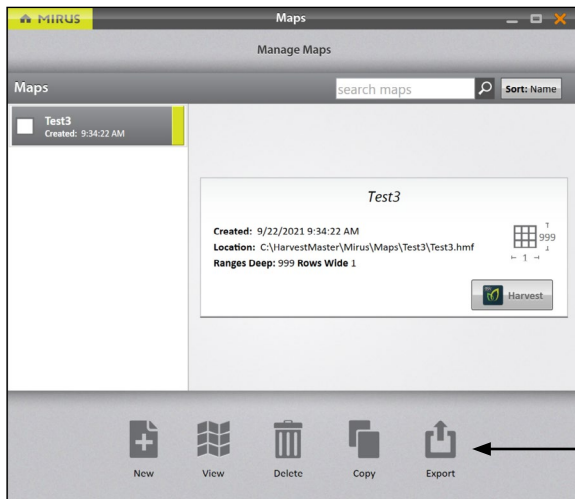 MIRUS
Maps
Manage Maps
Maps
search maps
Sort: Name
Test3
Created: 9:34:22 AM
Test3
Created: 9/22/2021 9:34:22 AM
Location: C:\HarvestMaster\Mirus\Maps\Test3\Test3.hmf
Ranges Deep: 999 Rows Wide 1
999
1
Harvest
New
View
Delete
Copy
Export